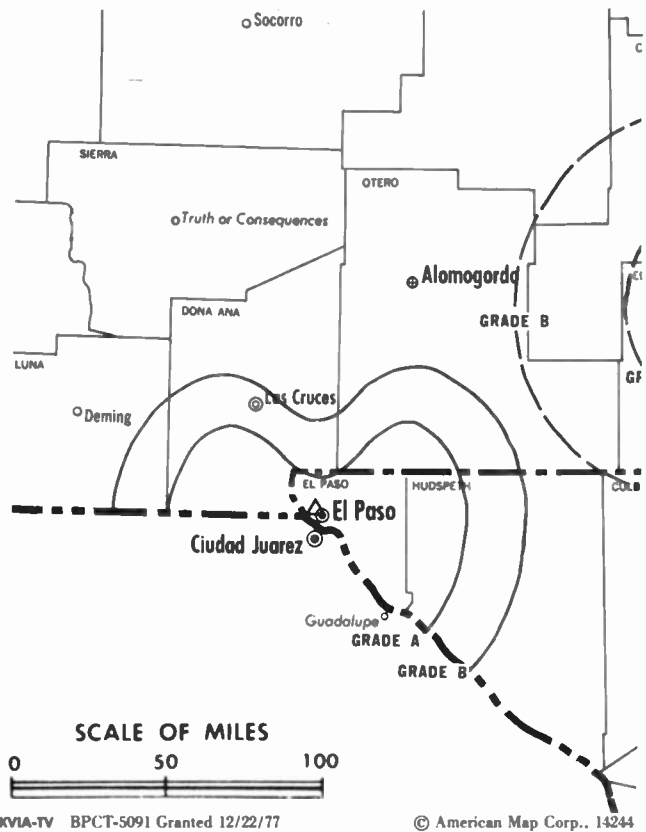 Socorro
C
SIERRA
OTERO
Truth or Consequences
Alomogordo
DONA ANA
GRADE B
LUNA
GR
Las Cruces
Deming
EL PASO
HUDSPETH
CULB
El Paso
Ciudad Juarez
Guadalupe
GRADE A
GRADE B
SCALE OF MILES
0 50 100
KVIA-TV BPCT-5091 Granted 12/22/77
© American Map Corp., 14244